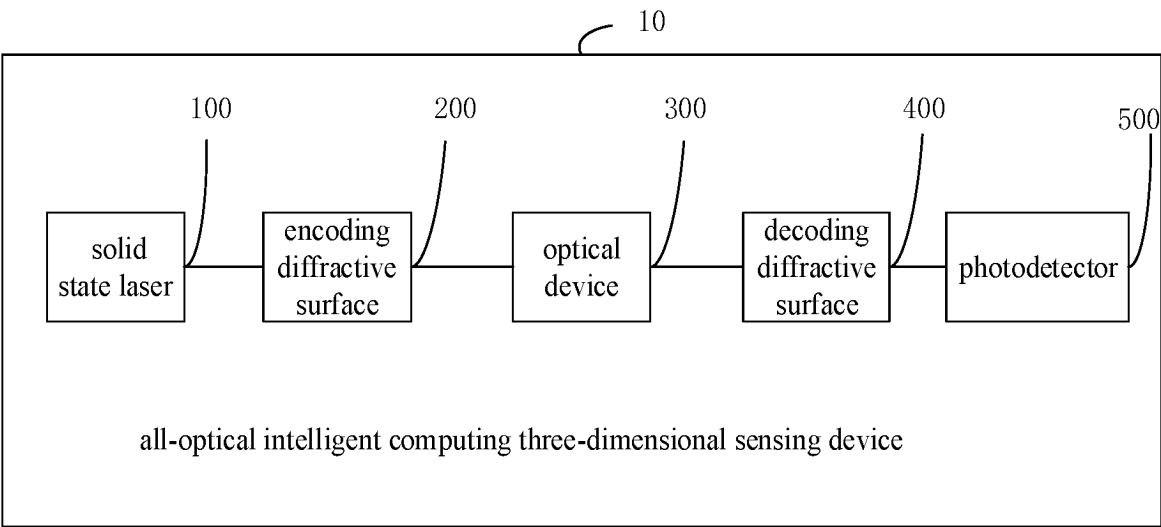 10
100
200
300
400
500
solid
state laser
encoding
diffractive
surface
optical
device
decoding
diffractive
surface
photodetector
all-optical intelligent computing three-dimensional sensing device